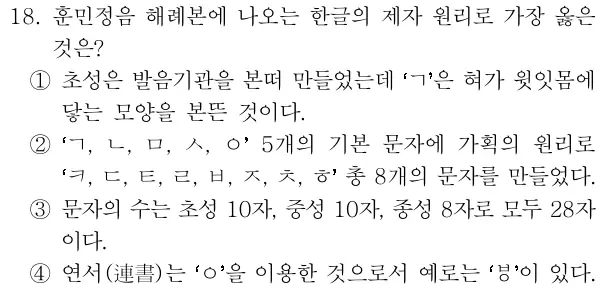 18. 훈민정음 해례본에 나오는 한글의 제자 원리로 가장 옳은
것은?
① 초성은 발음기관을 본떠 만들었는데 ‘ㄱ’은 혀가 윗잇몸에
닿는 모양을 본뜬 것이다.
② ‘ㄱ, ㄴ, ㅁ, ㅅ, ㅇ’ 5개의 기본 문자에 가획의 원리로
‘ㅋ, ㄷ, ㅌ, ㄹ, ㅂ, ㅈ, ㅊ, ㅎ’ 총 8개의 문자를 만들었다.
③ 문자의 수는 초성 10자, 중성 10자, 종성 8자로 모두 28자
이다.
④ 연서(連書)는 ‘ㅇ’을 이용한 것으로서 예로는 ‘ㅸ’이 있다.